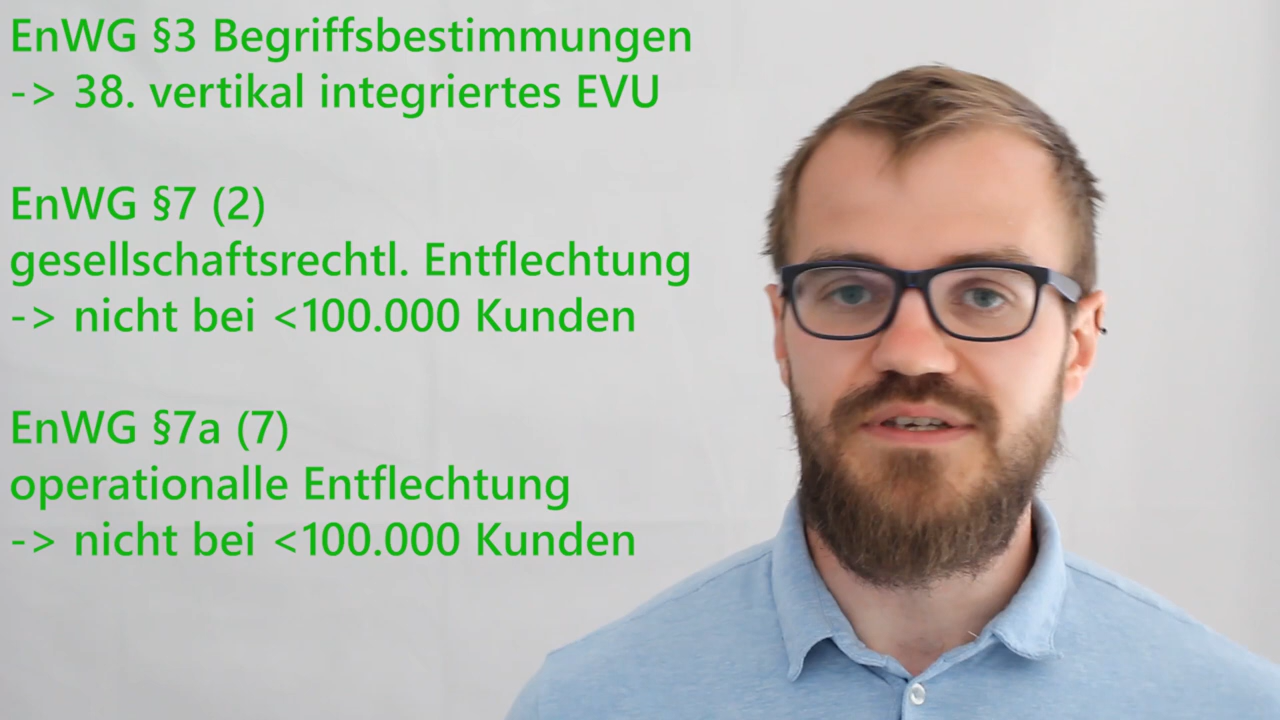 EnWG §3 Begriffsbestimmungen
-> 38. vertikal integriertes EVU
EnWG §7 (2)
gesellschaftsrechtl. Entflechtung
-> nicht bei <100.000 Kunden
EnWG §7a (7)
operationalle Entflechtung
-> nicht bei <100.000 Kunden